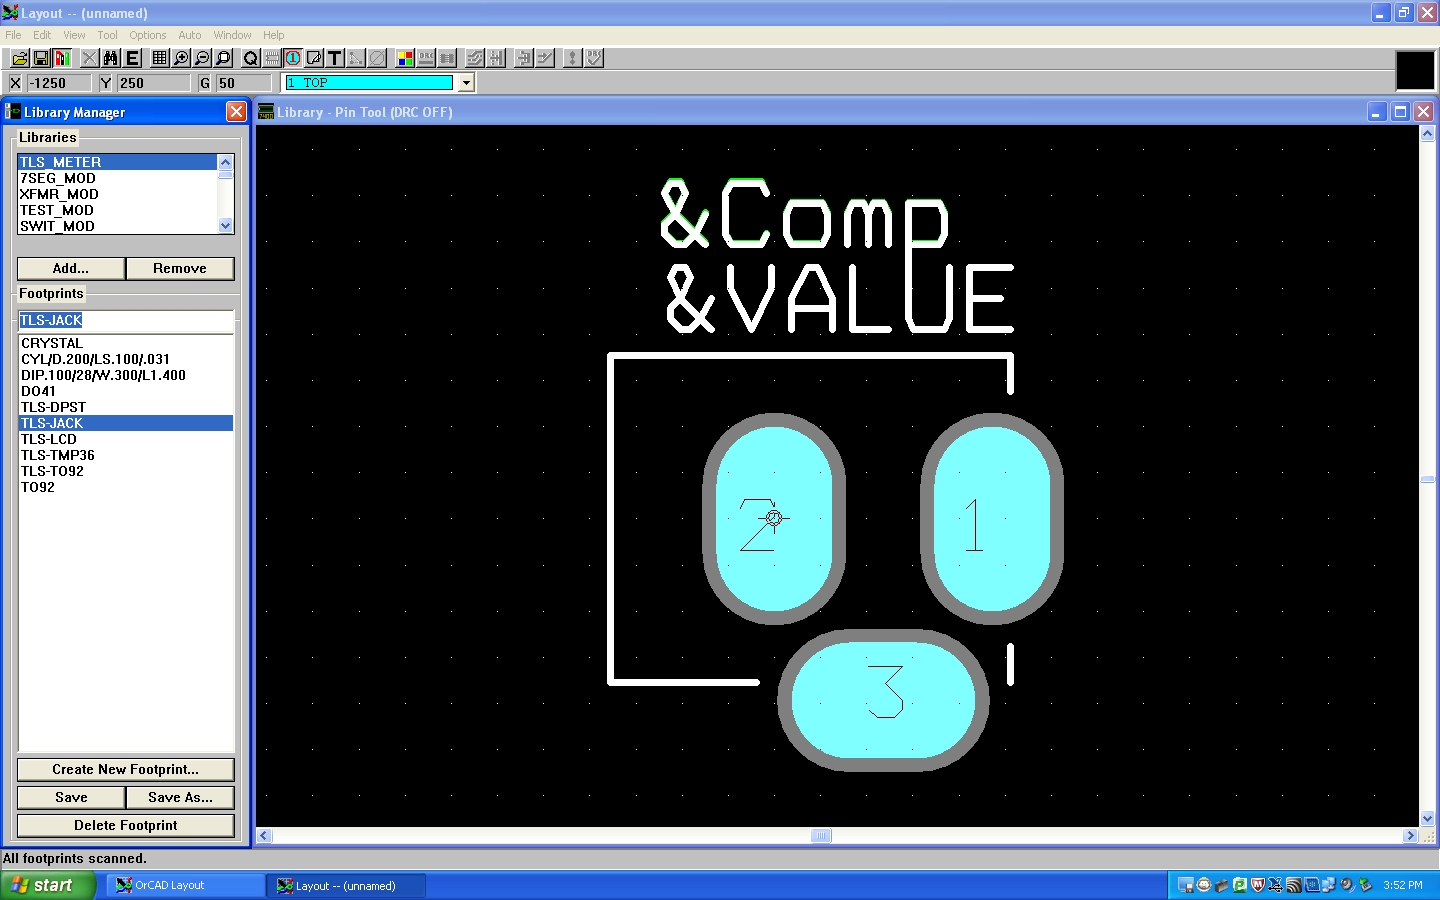 Layout -- (unnamed)
File Edit View Tool Options Auto Window Help
E Q 1 T DRC
X -1250 Y 250 G 50 1 TOP
Library Manager
Library - Pin Tool (DRC OFF)
Libraries
TLS_METER
7SEG_MOD
XFMR_MOD
TEST_MOD
SWIT_MOD
Add... Remove
Footprints
TLS-JACK
CRYSTAL
CYL/D.200/LS.100/.031
DIP.100/28/W.300/L1.400
DO41
TLS-DPST
TLS-JACK
TLS-LCD
TLS-TMP36
TLS-TO92
TO92
Create New Footprint...
Save Save As...
Delete Footprint
&Comp
&VALUE
2 1
3
All footprints scanned.
start OrCAD Layout Layout -- (unnamed) 3:52 PM